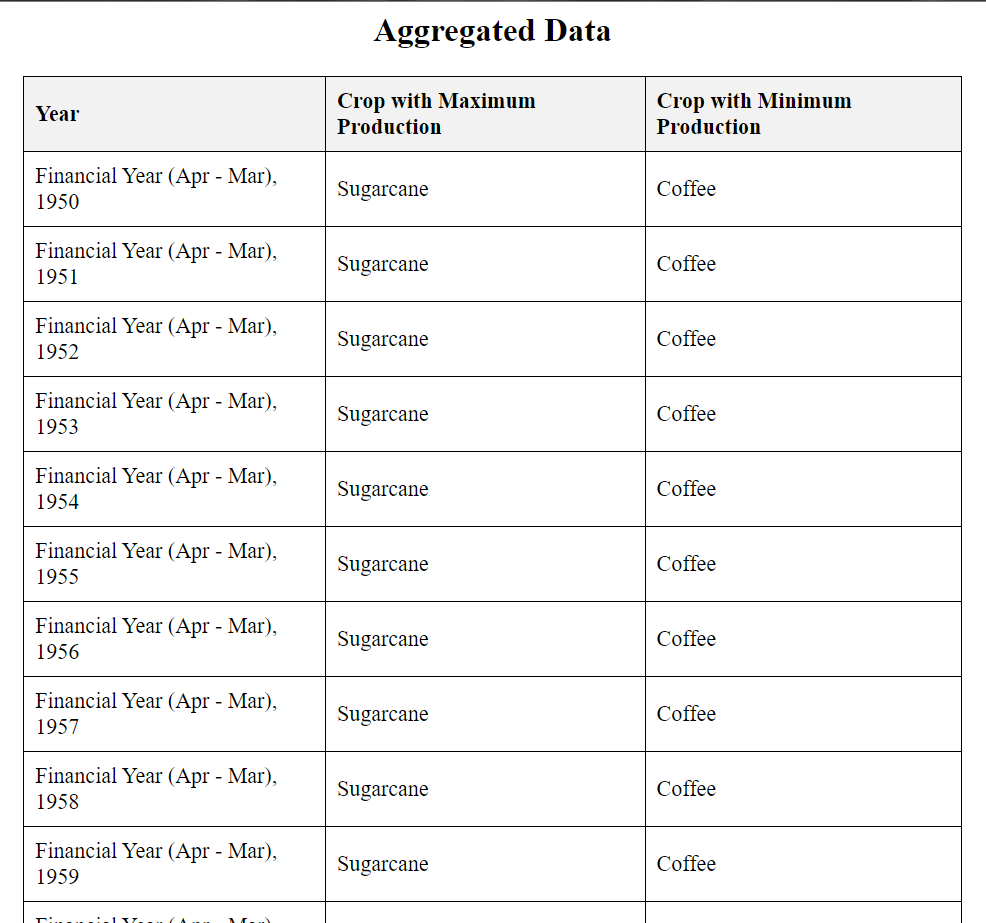 Aggregated Data
Year
Crop with Maximum
Production
Crop with Minimum
Production
Financial Year (Apr - Mar),
1950
Sugarcane
Coffee
Financial Year (Apr - Mar),
1951
Sugarcane
Coffee
Financial Year (Apr - Mar),
1952
Sugarcane
Coffee
Financial Year (Apr - Mar),
1953
Sugarcane
Coffee
Financial Year (Apr - Mar),
1954
Sugarcane
Coffee
Financial Year (Apr - Mar),
1955
Sugarcane
Coffee
Financial Year (Apr - Mar),
1956
Sugarcane
Coffee
Financial Year (Apr - Mar),
1957
Sugarcane
Coffee
Financial Year (Apr - Mar),
1958
Sugarcane
Coffee
Financial Year (Apr - Mar),
1959
Sugarcane
Coffee